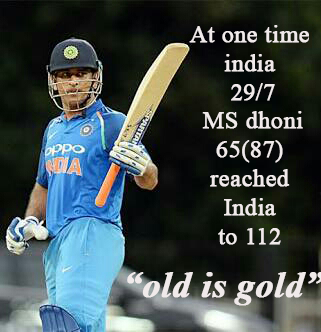 At one time
india
29/7
MS dhoni
65(87)
reached
India
to 112
“old is gold”
oppo
INDIA